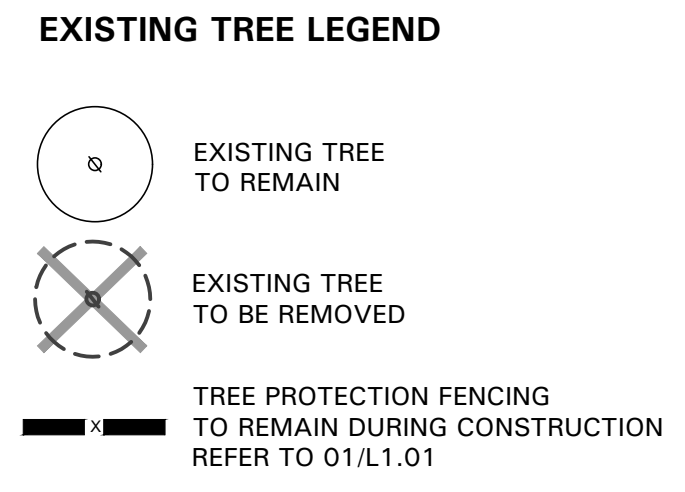 EXISTING TREE LEGEND
EXISTING TREE
TO REMAIN
EXISTING TREE
TO BE REMOVED
X
TREE PROTECTION FENCING
TO REMAIN DURING CONSTRUCTION
REFER TO 01/L1.01